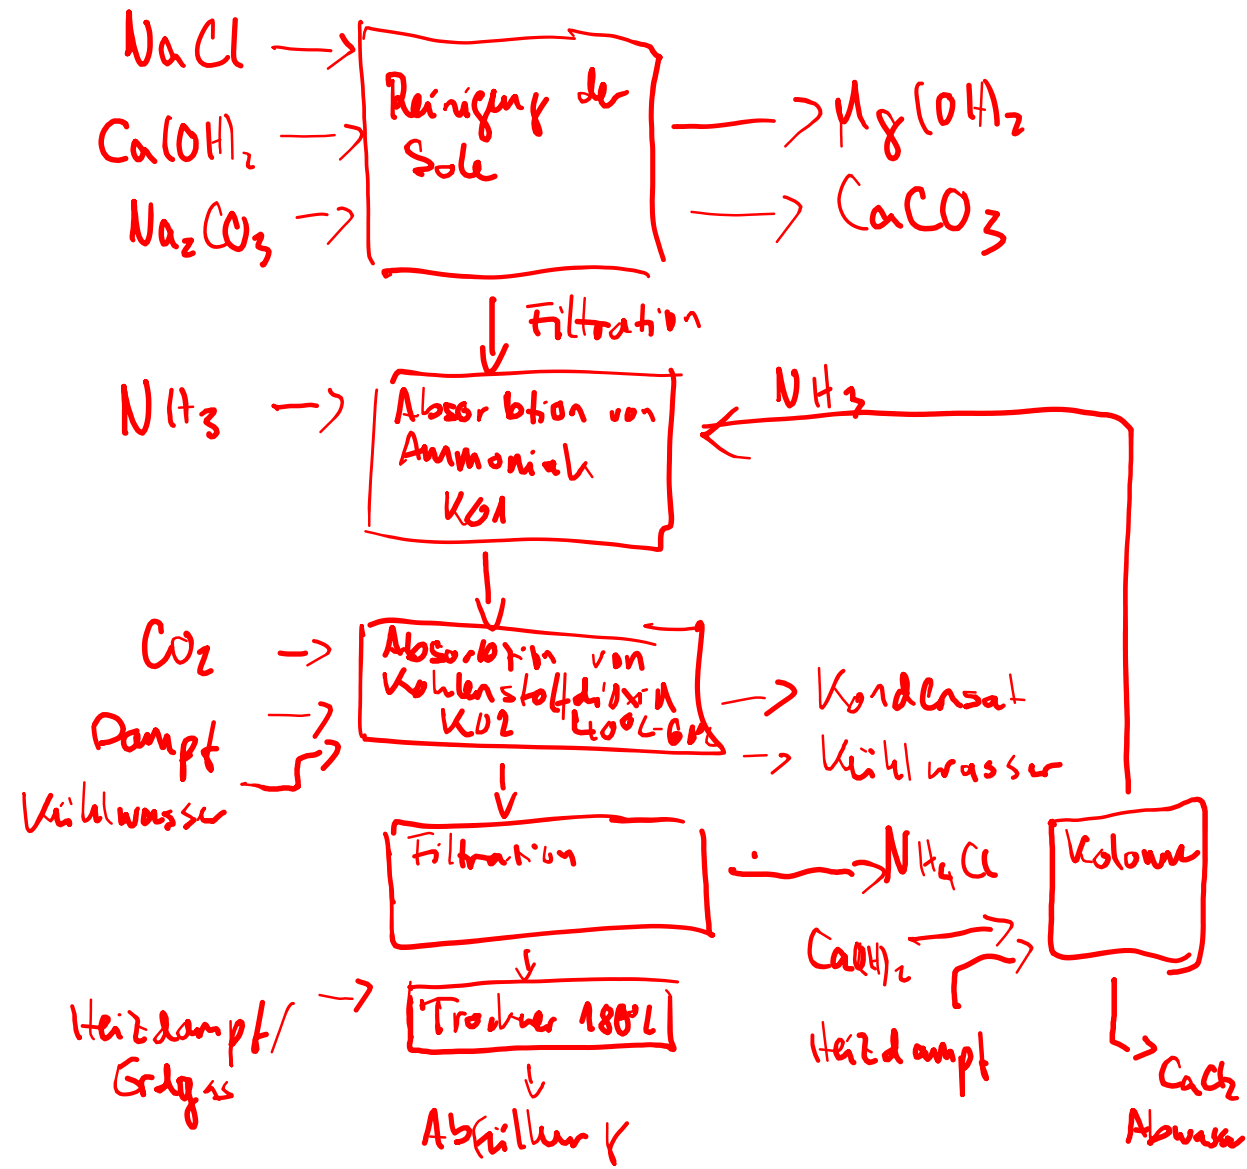 NaCl
Ca(OH)₂
Na₂CO₃
Reinigung der
Sole
Mg(OH)₂
CaCO₃
Filtration
NH₃
Absorbtion von
Ammoniak
K01
NH₃
CO₂
Dampf
Kühlwasser
Absorbtion von
Kohlenstoffdioxid
K02 40°C-60°C
Kondensat
Kühlwasser
Filtration
NH₄Cl
Kolonne
Ca(OH)₂
Heizdampf
Heizdampf/
Erdgas
Trockner 180°C
Abfüllung
CaCl₂
Abwasser